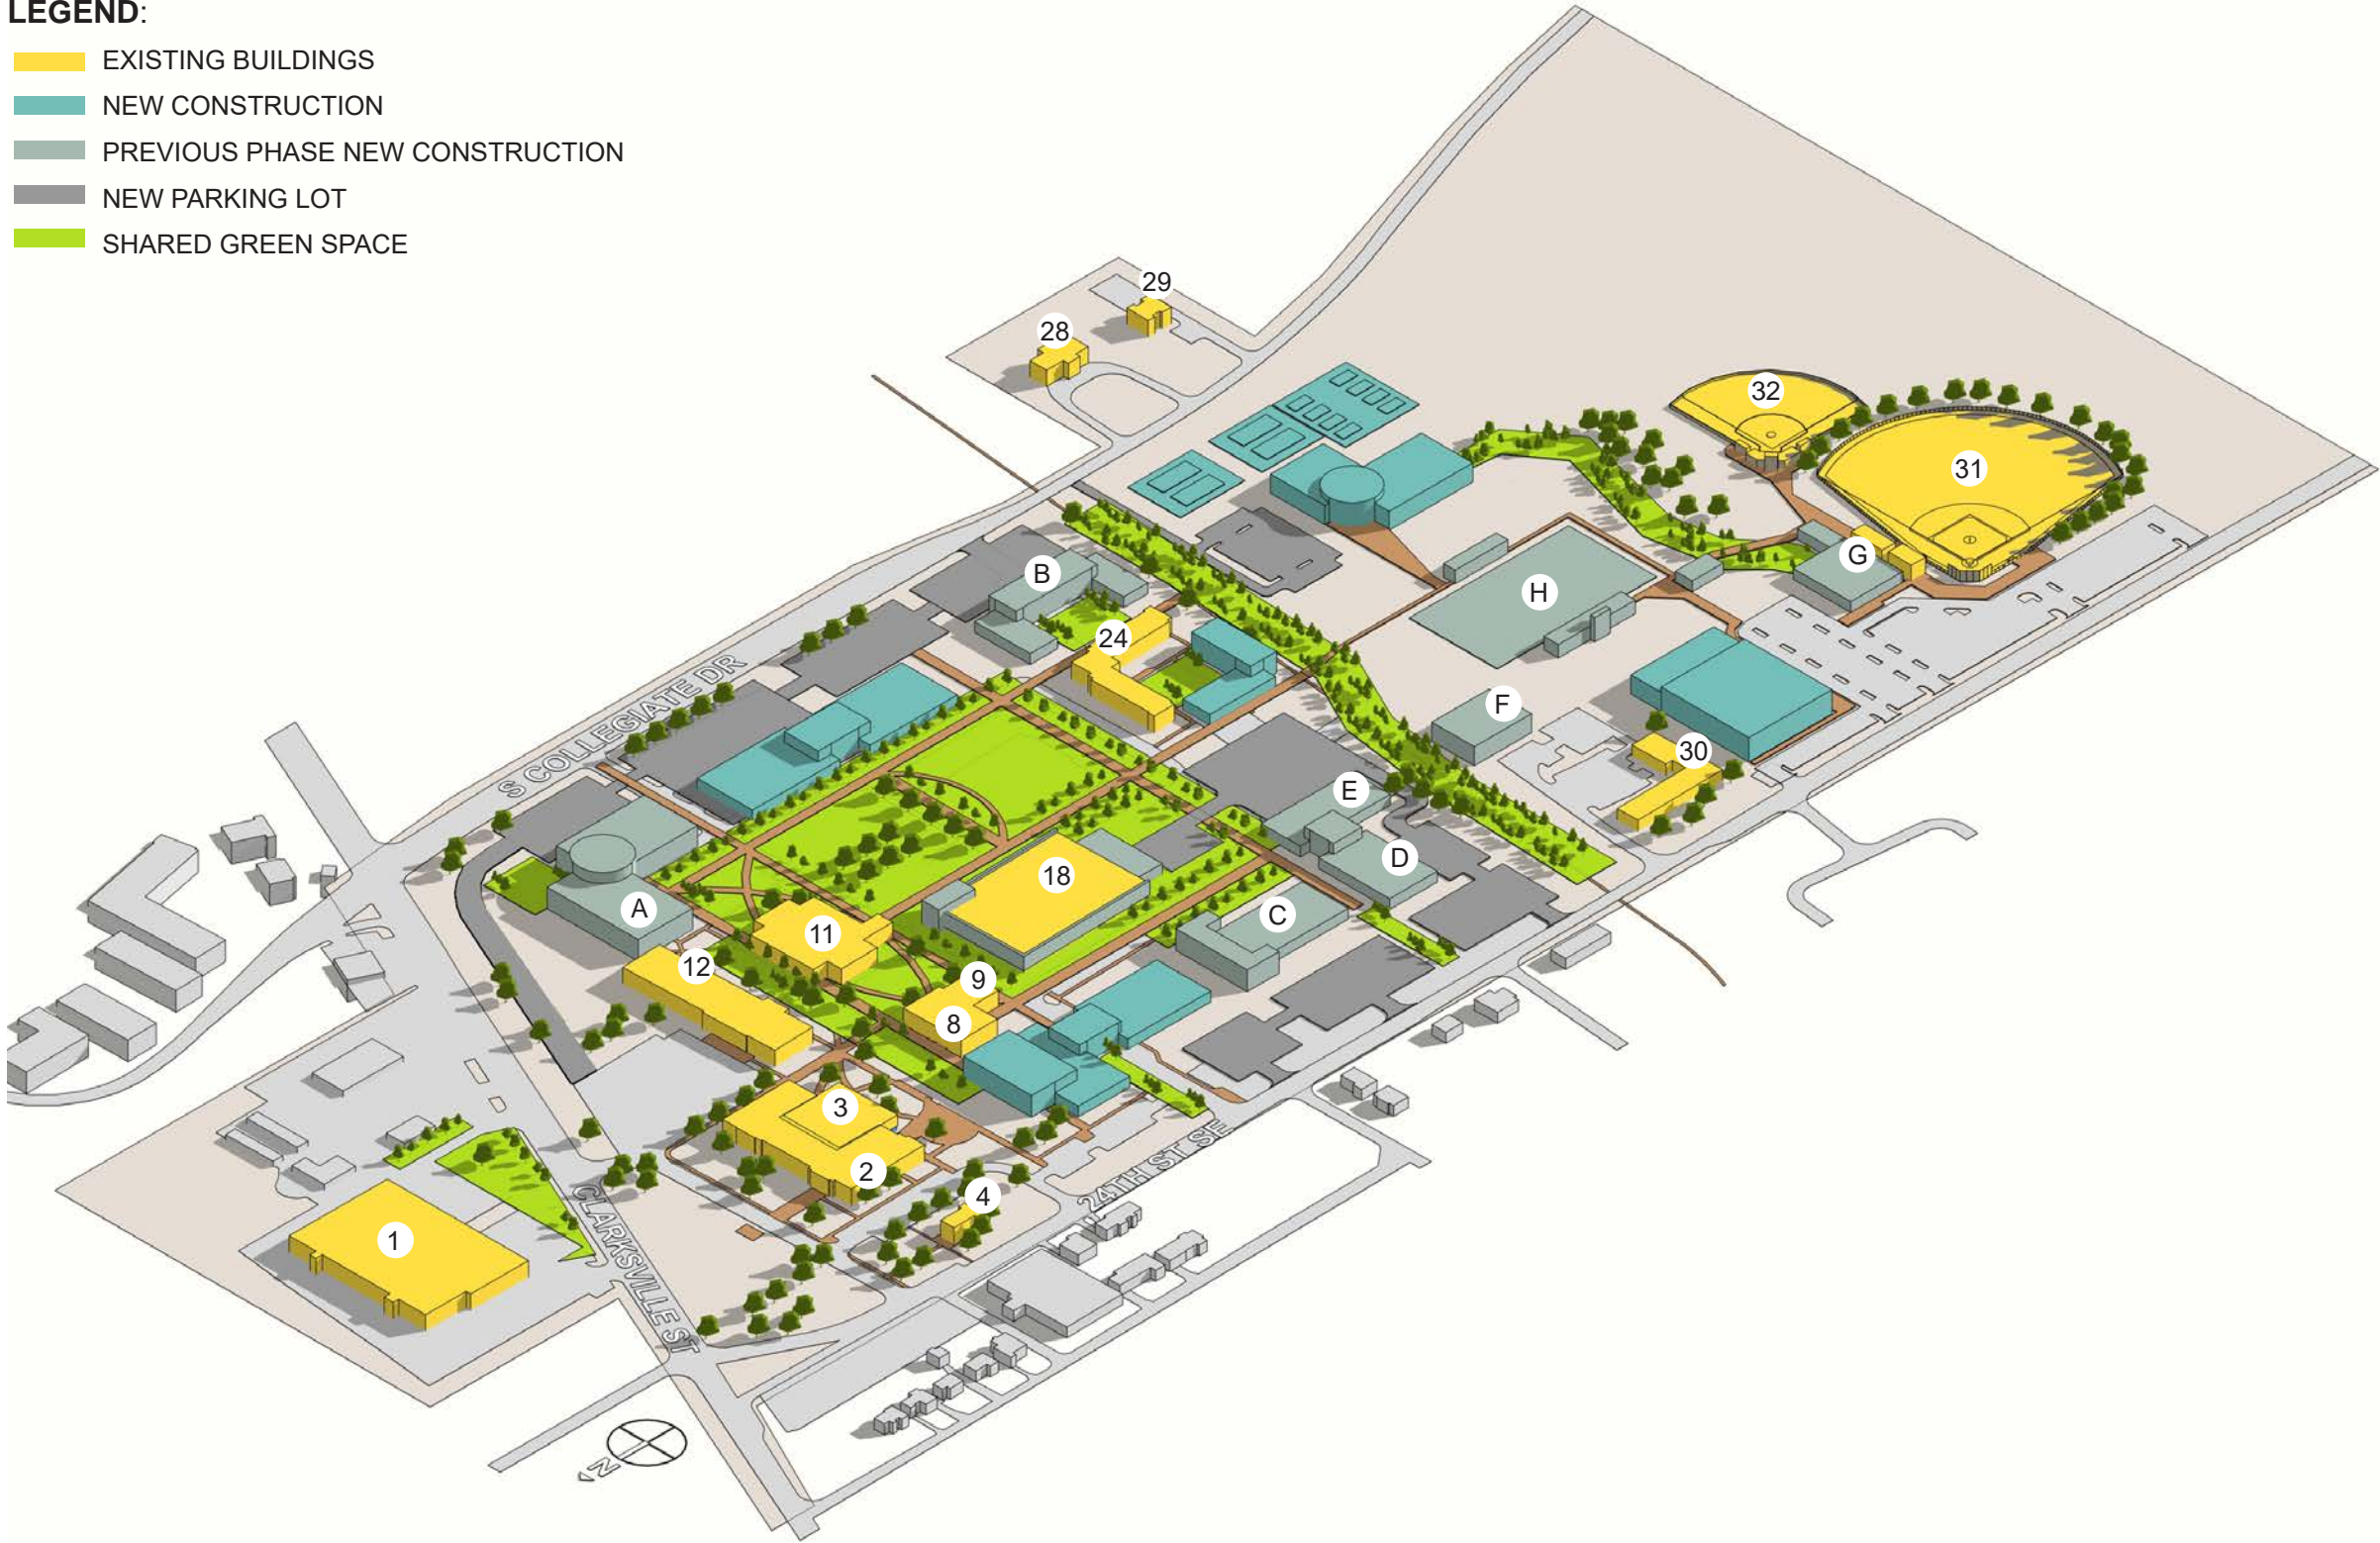 LEGEND:
EXISTING BUILDINGS
NEW CONSTRUCTION
PREVIOUS PHASE NEW CONSTRUCTION
NEW PARKING LOT
SHARED GREEN SPACE
29
28
32
31
G
B
H
24
S COLLEGIATE DR
F
30
E
D
18
A
C
11
12
9
8
3
2
24TH ST SE
4
1
CLARKSVILLE ST
N